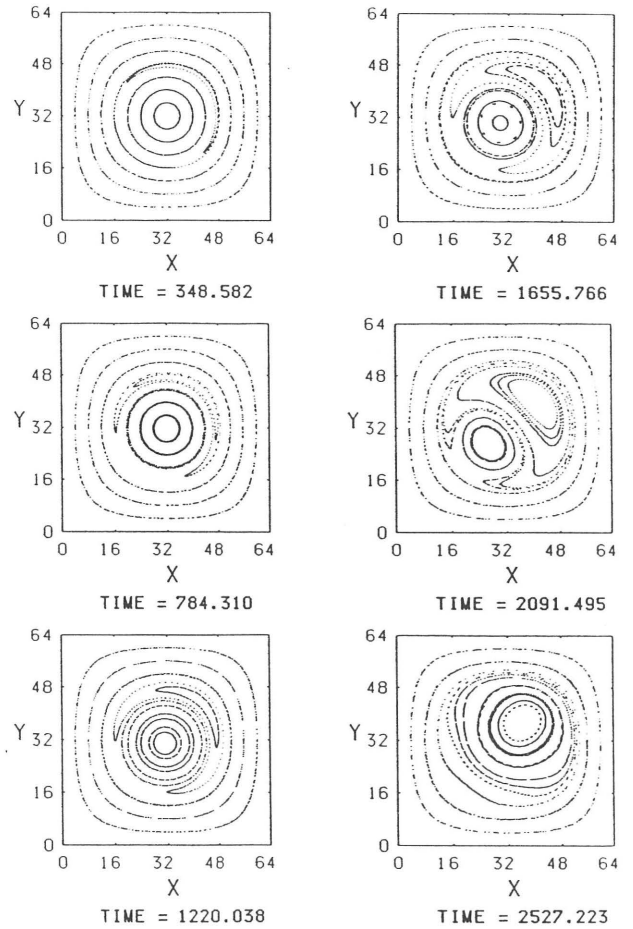 64
48
Y 32
16
0
0 16 32 48 64
X
TIME = 348.582
64
48
Y 32
16
0
0 16 32 48 64
X
TIME = 1655.766
64
48
Y 32
16
0
0 16 32 48 64
X
TIME = 784.310
64
48
Y 32
16
0
0 16 32 48 64
X
TIME = 2091.495
64
48
Y 32
16
0
0 16 32 48 64
X
TIME = 1220.038
64
48
Y 32
16
0
0 16 32 48 64
X
TIME = 2527.223